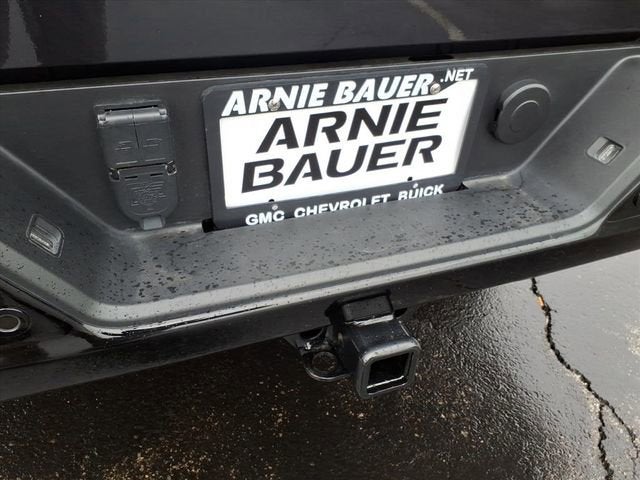 ARNIE BAUER.NET
ARNIE
BAUER
GMC CHEVROLET BUICK